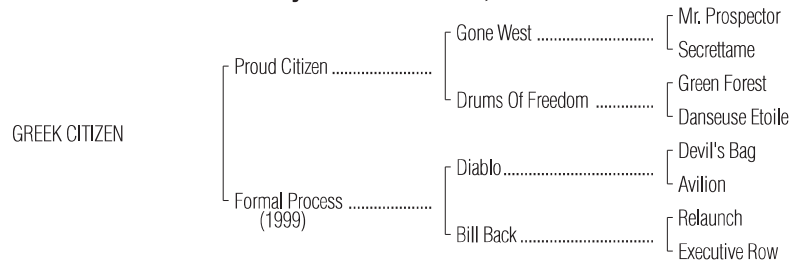 Mr. Prospector
Gone West ....................................
Secrettame
Proud Citizen ..............................
Green Forest
Drums Of Freedom ..................
Danseuse Etoile
GREEK CITIZEN
Devil's Bag
Diablo..............................................
Avilion
Formal Process .........................
(1999)
Relaunch
Bill Back .........................................
Executive Row